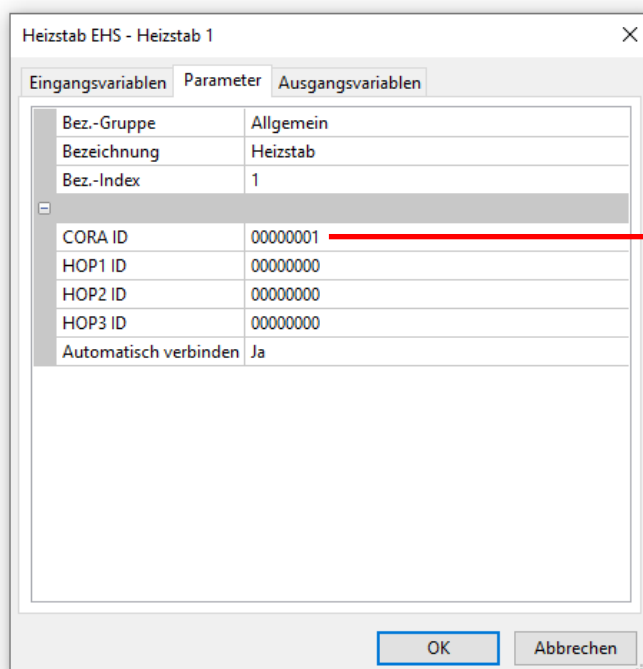 Heizstab EHS - Heizstab 1
Eingangsvariablen Parameter Ausgangsvariablen
Bez.-Gruppe Allgemein
Bezeichnung Heizstab
Bez.-Index 1
CORA ID 00000001
HOP1 ID 00000000
HOP2 ID 00000000
HOP3 ID 00000000
Automatisch verbinden Ja
OK Abbrechen